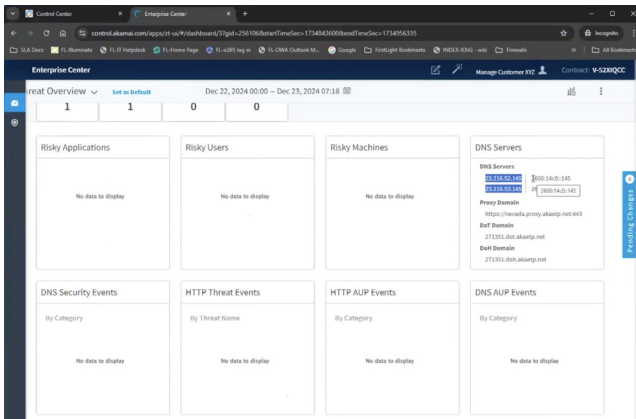 Control Center
Enterprise Center
control.akamai.com/apps/zt-ui/#/dashboard/3?gid=256106&startTimeSec=1734843600&endTimeSec=1734956335
Incognito
SLA Docs FL-Illuminate FL-IT Helpdesk FL-Home Page FL-o365 log in FL-OWA Outlook M... Google FirstLight Bookmarks INDEX-IENG - wiki Firewalls All Bookmarks
Enterprise Center
Manage Customer XYZ
Contract: V-52XIQCC
reat Overview
Set as Default
Dec 22, 2024 00:00 — Dec 23, 2024 07:18
1 1 0 0
Risky Applications
No data to display
Risky Users
No data to display
Risky Machines
No data to display
DNS Servers
DNS Servers
23.216.52.145 2600:14c0::145
23.216.53.145 26
2600:14c0::145
Proxy Domain
https://nevada.proxy.akaetp.net:443
DoT Domain
271351.dot.akaetp.net
DoH Domain
271351.doh.akaetp.net
3
Pending Changes
DNS Security Events
By Category
No data to display
HTTP Threat Events
By Threat Name
No data to display
HTTP AUP Events
By Category
No data to display
DNS AUP Events
By Category
No data to display